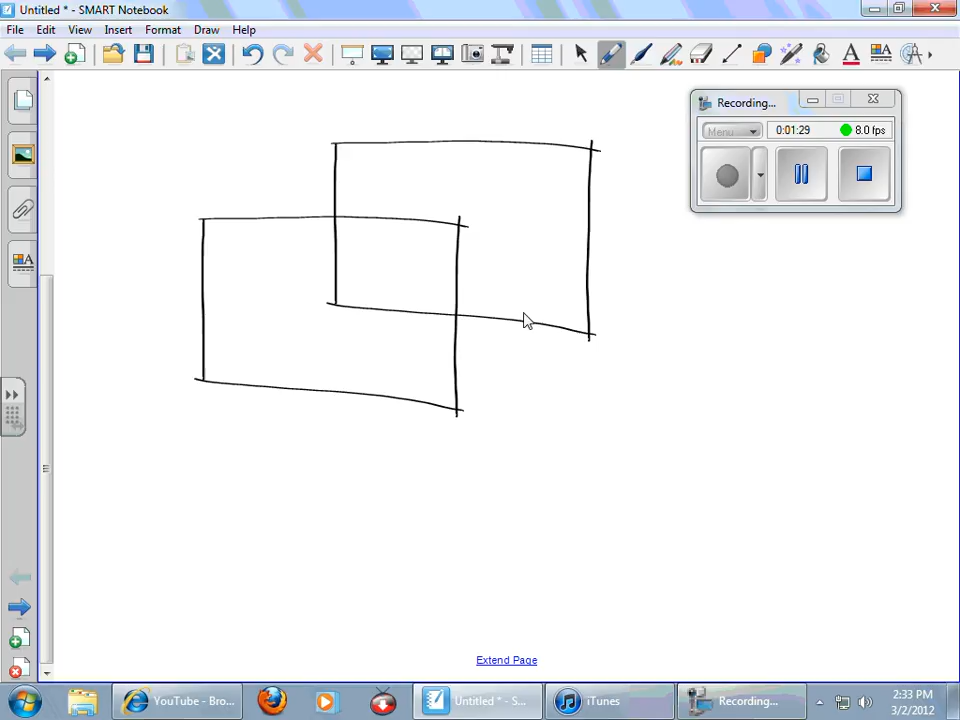 Untitled * - SMART Notebook
File Edit View Insert Format Draw Help
Recording...
Menu 0:01:29 8.0 fps
Extend Page
YouTube - Bro... Untitled * - S... iTunes Recording...
2:33 PM
3/2/2012